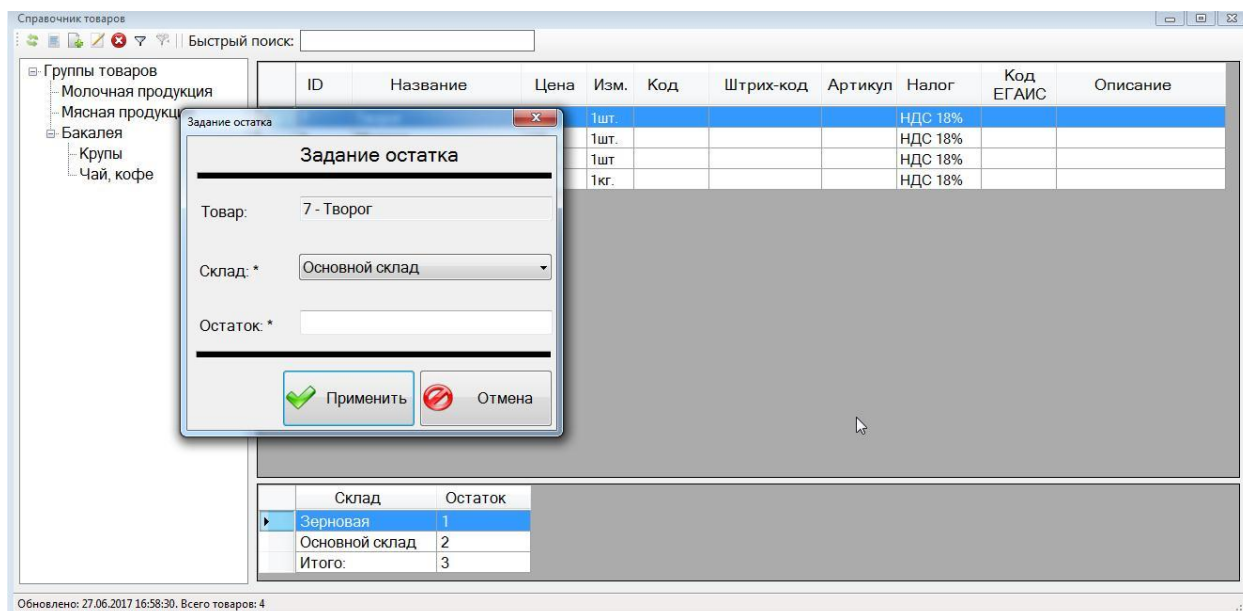 Справочник товаров
Быстрый поиск:
Группы товаров
Молочная продукция
Мясная продукци
Бакалея
Крупы
Чай, кофе
ID Название Цена Изм. Код Штрих-код Артикул Налог Код ЕГАИС Описание
1шт. НДС 18%
1шт. НДС 18%
1шт НДС 18%
1кг. НДС 18%
Задание остатка
Задание остатка
Товар: 7 - Творог
Склад: * Основной склад
Остаток: *
Применить Отмена
Склад Остаток
Зерновая 1
Основной склад 2
Итого: 3
Обновлено: 27.06.2017 16:58:30. Всего товаров: 4